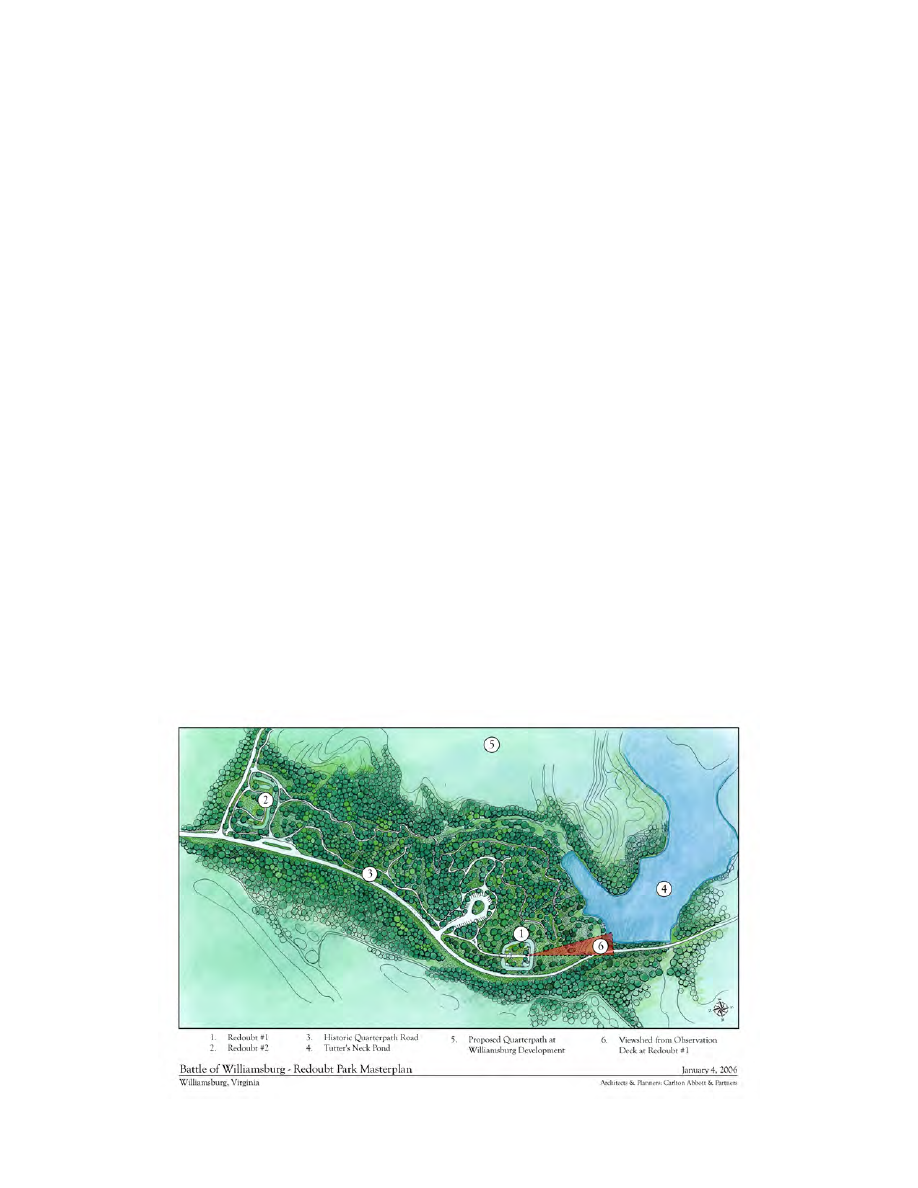 5
2
3
4
1
6
1. Redoubt #1
2. Redoubt #2
3. Historic Quarterpath Road
4. Tutter's Neck Pond
5. Proposed Quarterpath at
Williamsburg Development
6. Viewshed from Observation
Deck at Redoubt #1
Battle of Williamsburg - Redoubt Park Masterplan
January 4, 2006
Williamsburg, Virginia
Architects & Planners: Carlton Abbott & Partners